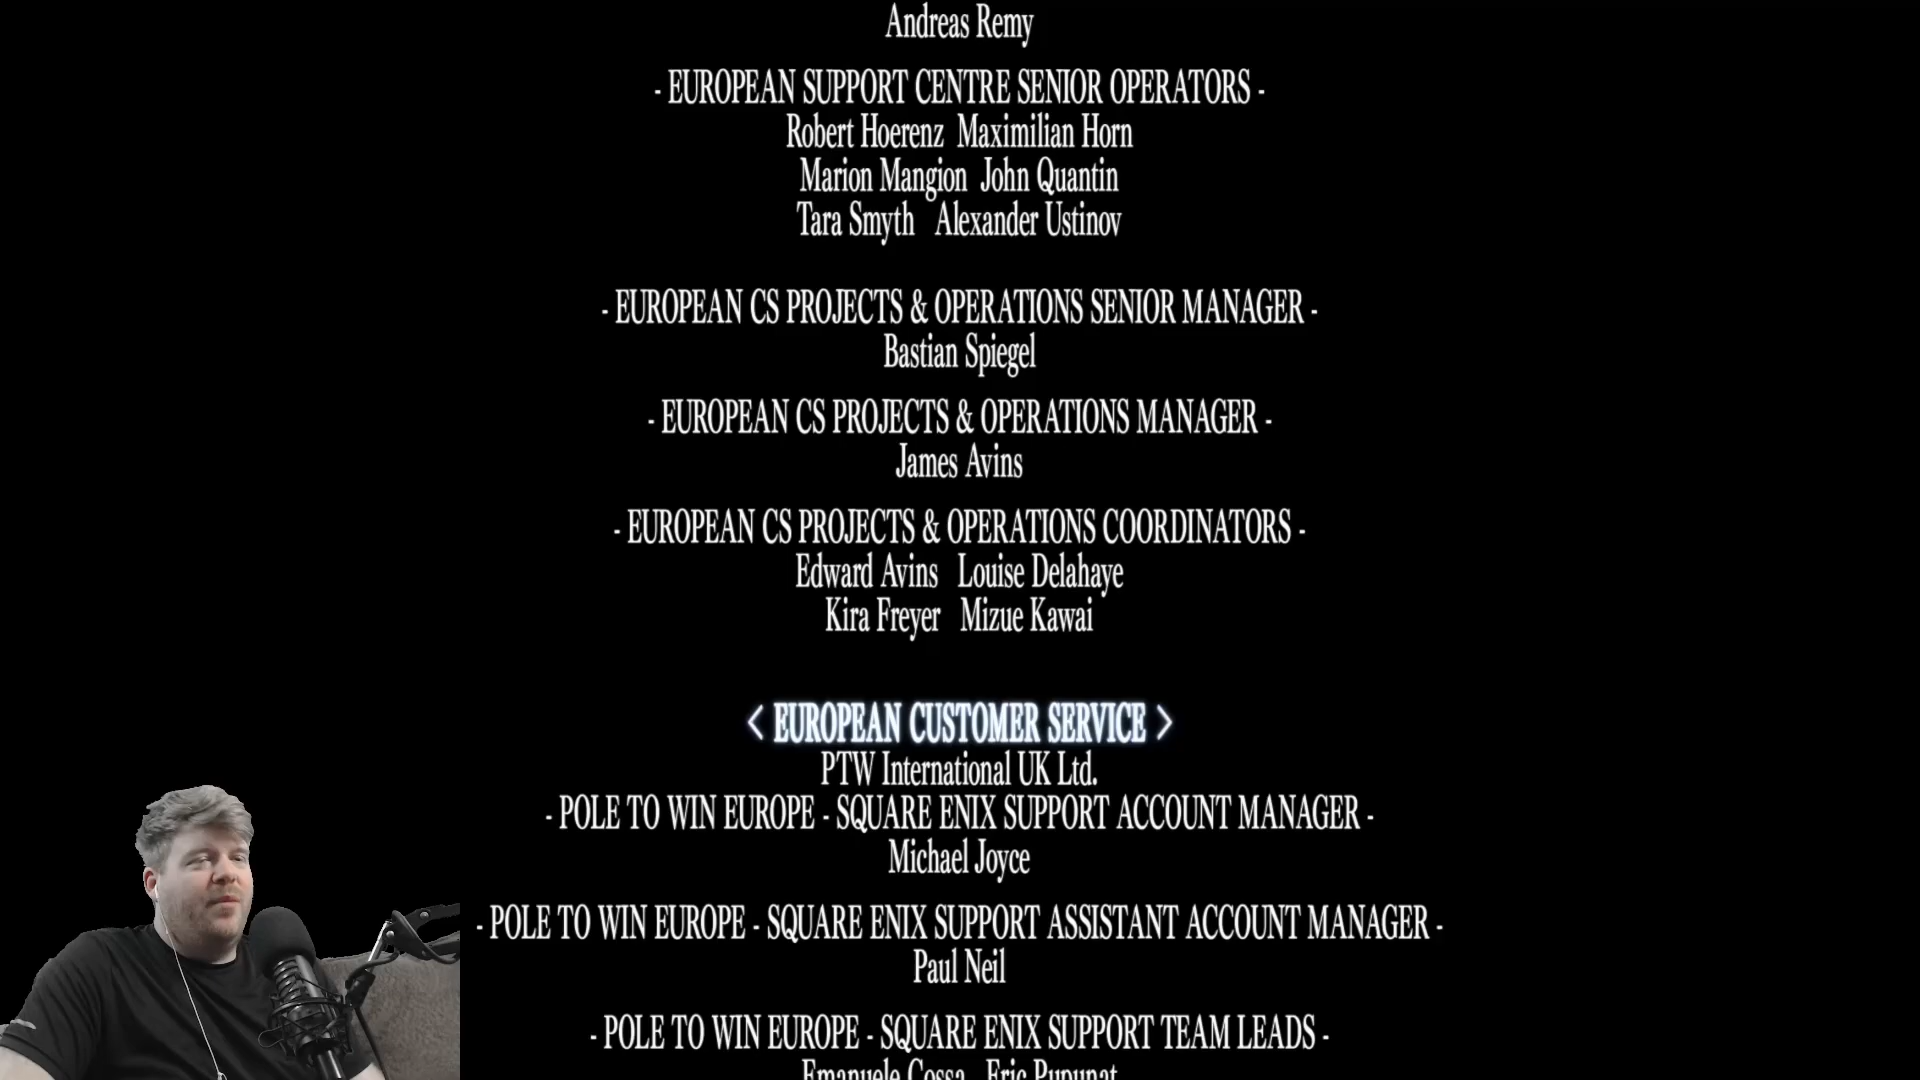 Andreas Remy
- EUROPEAN SUPPORT CENTRE SENIOR OPERATORS -
Robert Hoerenz Maximilian Horn
Marion Mangion John Quantin
Tara Smyth Alexander Ustinov
- EUROPEAN CS PROJECTS & OPERATIONS SENIOR MANAGER -
Bastian Spiegel
- EUROPEAN CS PROJECTS & OPERATIONS MANAGER -
James Avins
- EUROPEAN CS PROJECTS & OPERATIONS COORDINATORS -
Edward Avins Louise Delahaye
Kira Freyer Mizue Kawai
< EUROPEAN CUSTOMER SERVICE >
PTW International UK Ltd.
- POLE TO WIN EUROPE - SQUARE ENIX SUPPORT ACCOUNT MANAGER -
Michael Joyce
- POLE TO WIN EUROPE - SQUARE ENIX SUPPORT ASSISTANT ACCOUNT MANAGER -
Paul Neil
- POLE TO WIN EUROPE - SQUARE ENIX SUPPORT TEAM LEADS -
Emanuele Cossa Eric Pupunat